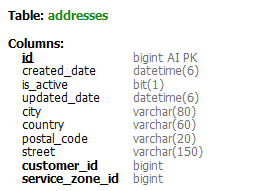 Table: addresses
Columns:
id bigint AI PK
created_date datetime(6)
is_active bit(1)
updated_date datetime(6)
city varchar(80)
country varchar(60)
postal_code varchar(20)
street varchar(150)
customer_id bigint
service_zone_id bigint